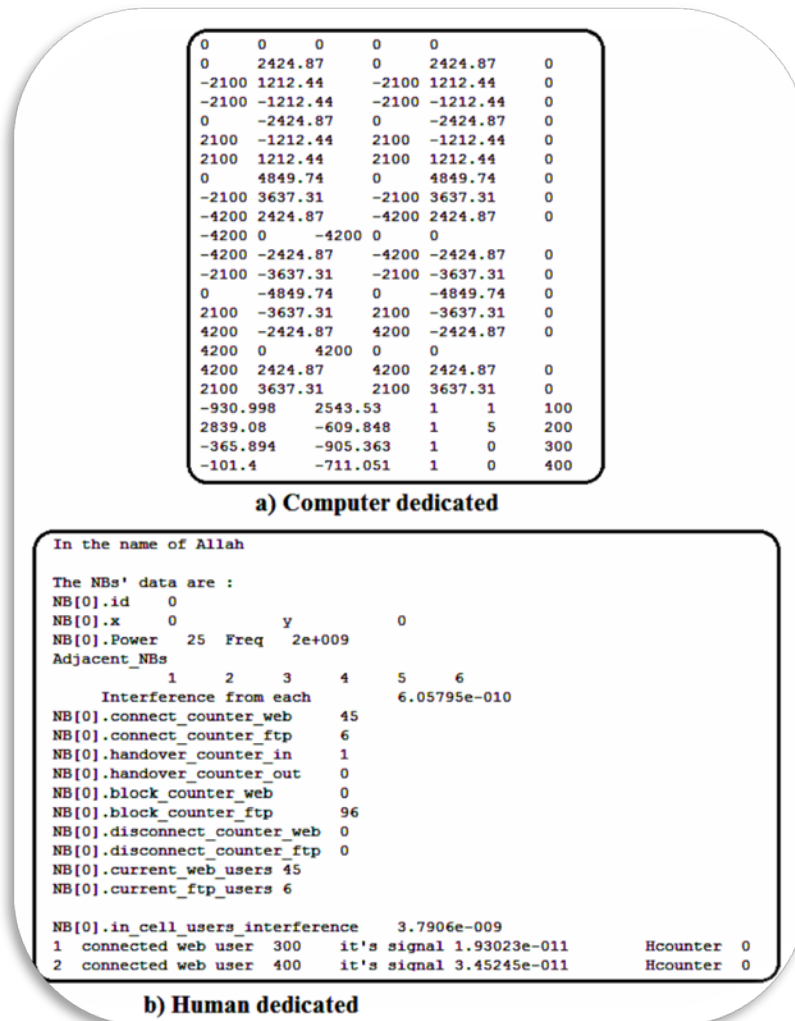 0 0 0 0 0
0 2424.87 0 2424.87 0
-2100 1212.44 -2100 1212.44 0
-2100 -1212.44 -2100 -1212.44 0
0 -2424.87 0 -2424.87 0
2100 -1212.44 2100 -1212.44 0
2100 1212.44 2100 1212.44 0
0 4849.74 0 4849.74 0
-2100 3637.31 -2100 3637.31 0
-4200 2424.87 -4200 2424.87 0
-4200 0 -4200 0 0
-4200 -2424.87 -4200 -2424.87 0
-2100 -3637.31 -2100 -3637.31 0
0 -4849.74 0 -4849.74 0
2100 -3637.31 2100 -3637.31 0
4200 -2424.87 4200 -2424.87 0
4200 0 4200 0 0
4200 2424.87 4200 2424.87 0
2100 3637.31 2100 3637.31 0
-930.998 2543.53 1 1 100
2839.08 -609.848 1 5 200
-365.894 -905.363 1 0 300
-101.4 -711.051 1 0 400
a) Computer dedicated
In the name of Allah
The NBs' data are :
NB[0].id 0
NB[0].x 0 y 0
NB[0].Power 25 Freq 2e+009
Adjacent_NBs
1 2 3 4 5 6
Interference from each 6.05795e-010
NB[0].connect_counter_web 45
NB[0].connect_counter_ftp 6
NB[0].handover_counter_in 1
NB[0].handover_counter_out 0
NB[0].block_counter_web 0
NB[0].block_counter_ftp 96
NB[0].disconnect_counter_web 0
NB[0].disconnect_counter_ftp 0
NB[0].current_web_users 45
NB[0].current_ftp_users 6
NB[0].in_cell_users_interference 3.7906e-009
1 connected web user 300 it's signal 1.93023e-011 Hcounter 0
2 connected web user 400 it's signal 3.45245e-011 Hcounter 0
b) Human dedicated